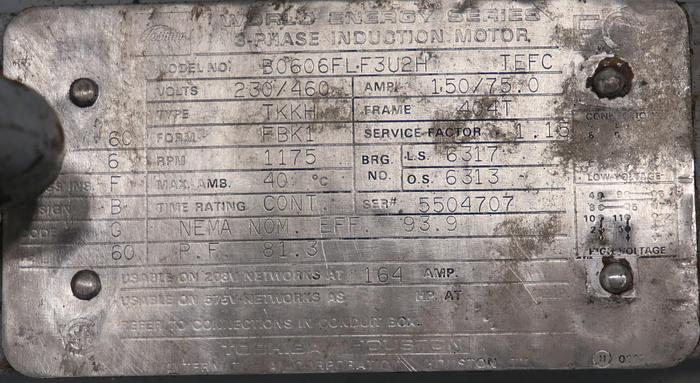 WORLD ENERGY SERIES
3-PHASE INDUCTION MOTOR
MODEL NO. B0606FLF3U2H TEFC
VOLTS 230/460 AMP. 150/75.0
TYPE TKKH FRAME 404T
60 FORM FBK1 SERVICE FACTOR 1.15
6 RPM 1175 BRG. NO. L.S. 6317
INS. F MAX. AMB. 40 °C O.S. 6313
B TIME RATING CONT. SER# 5504707
G NEMA NOM. EFF. 93.9
60 P.F. 81.3
LOW-VOLTAGE
HIGH VOLTAGE
USABLE ON 208V NETWORKS AT 164 AMP.
USABLE ON 575V NETWORKS AS HP. AT
REFER TO CONNECTIONS IN CONDUIT BOX.
TOSHIBA HOUSTON